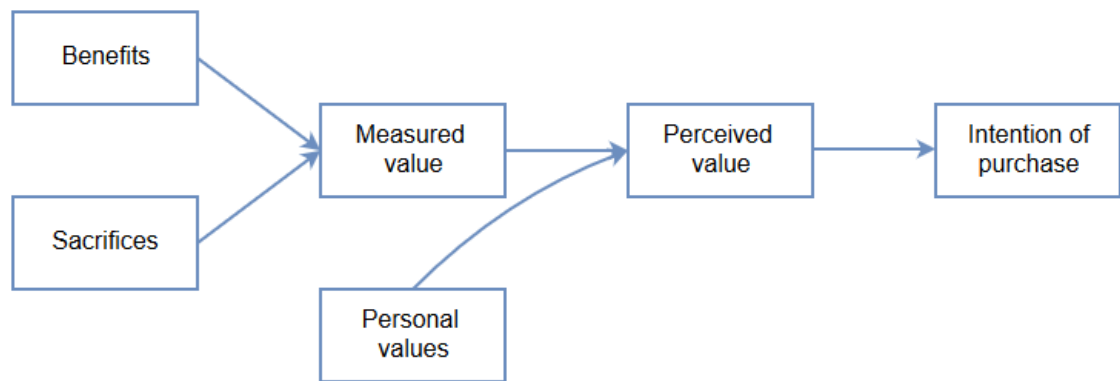 Benefits
Sacrifices
Measured
value
Personal
values
Perceived
value
Intention of
purchase